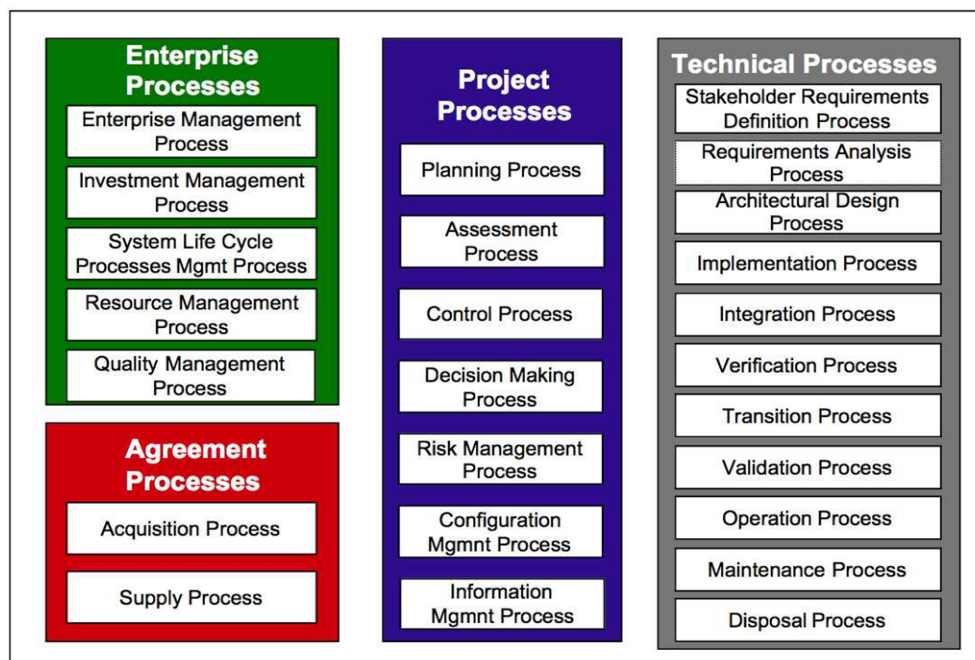 Enterprise
Processes
Enterprise Management
Process
Investment Management
Process
System Life Cycle
Processes Mgmt Process
Resource Management
Process
Quality Management
Process
Agreement
Processes
Acquisition Process
Supply Process
Project
Processes
Planning Process
Assessment
Process
Control Process
Decision Making
Process
Risk Management
Process
Configuration
Mgmnt Process
Information
Mgmnt Process
Technical Processes
Stakeholder Requirements
Definition Process
Requirements Analysis
Process
Architectural Design
Process
Implementation Process
Integration Process
Verification Process
Transition Process
Validation Process
Operation Process
Maintenance Process
Disposal Process